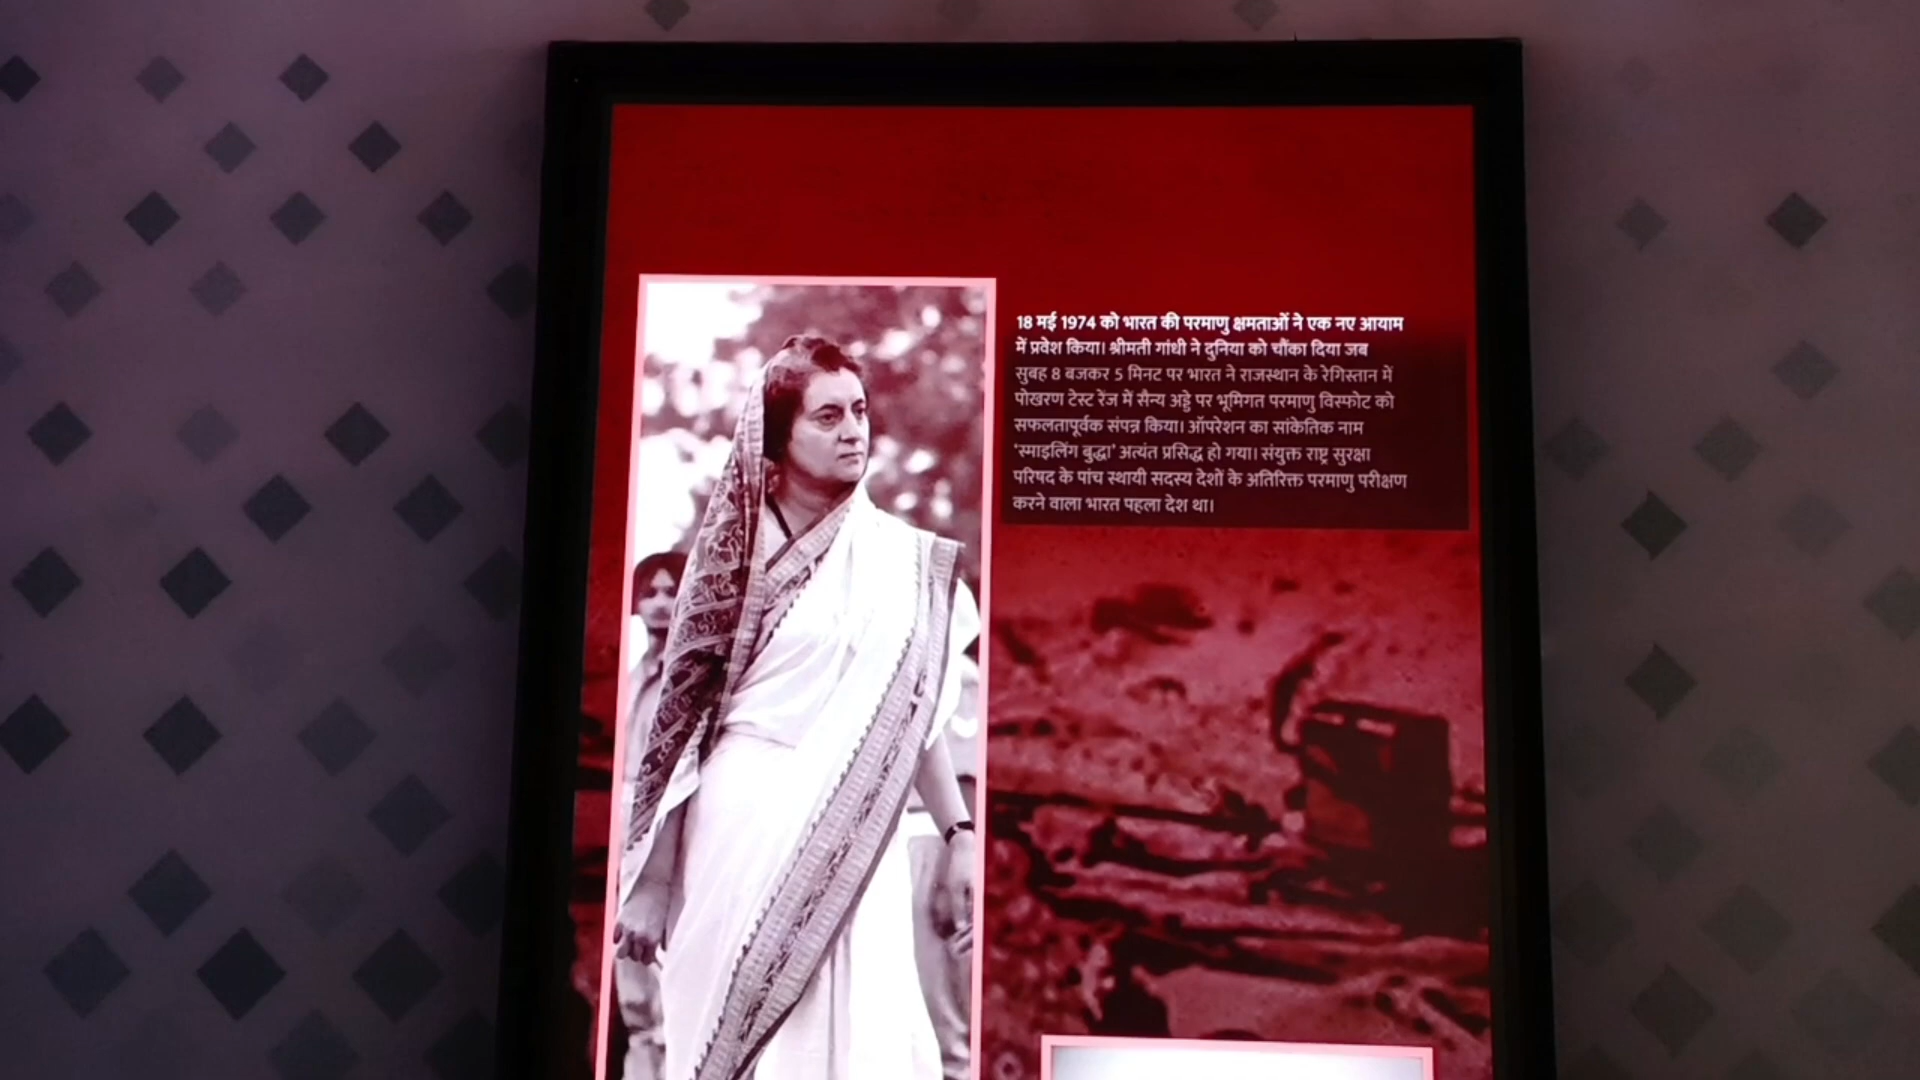 18 मई 1974 को भारत की परमाणु क्षमताओं ने एक नए आयाम
में प्रवेश किया। श्रीमती गांधी ने दुनिया को चौंका दिया जब
सुबह 8 बजकर 5 मिनट पर भारत ने राजस्थान के रेगिस्तान में
पोखरण टेस्ट रेंज में सैन्य अड्डे पर भूमिगत परमाणु विस्फोट को
सफलतापूर्वक संपन्न किया। ऑपरेशन का सांकेतिक नाम
'स्माइलिंग बुद्धा' अत्यंत प्रसिद्ध हो गया। संयुक्त राष्ट्र सुरक्षा
परिषद के पांच स्थायी सदस्य देशों के अतिरिक्त परमाणु परीक्षण
करने वाला भारत पहला देश था।